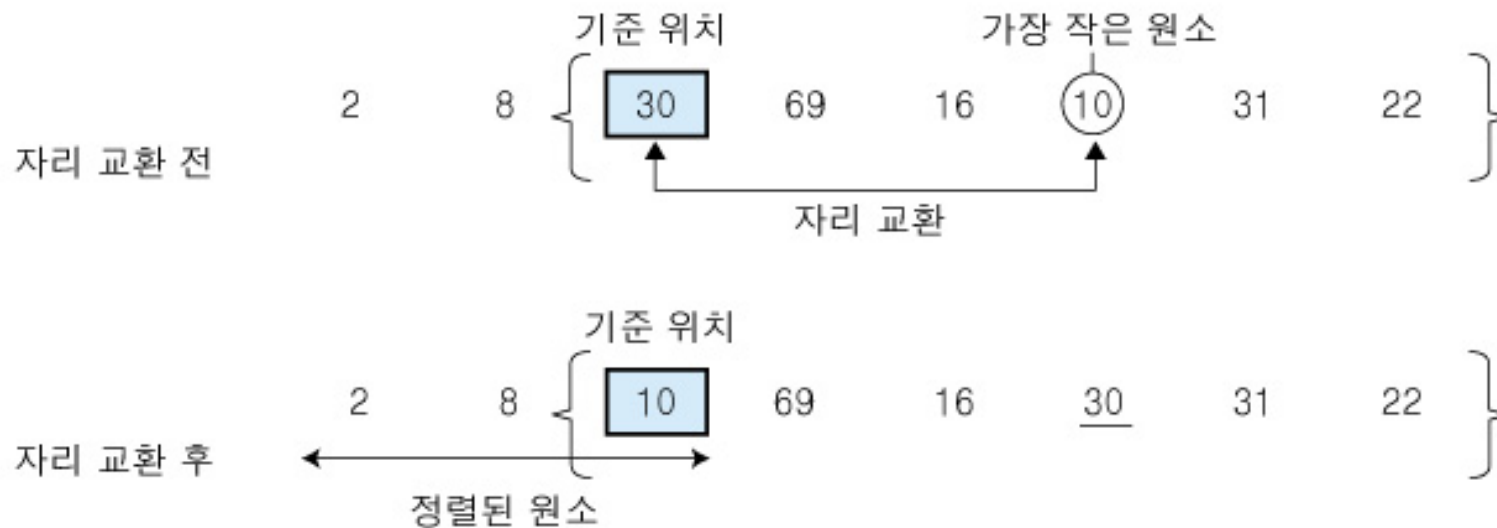 기준 위치 가장 작은 원소
2 8 30 69 16 10 31 22
자리 교환 전
자리 교환
기준 위치
2 8 10 69 16 30 31 22
자리 교환 후
정렬된 원소